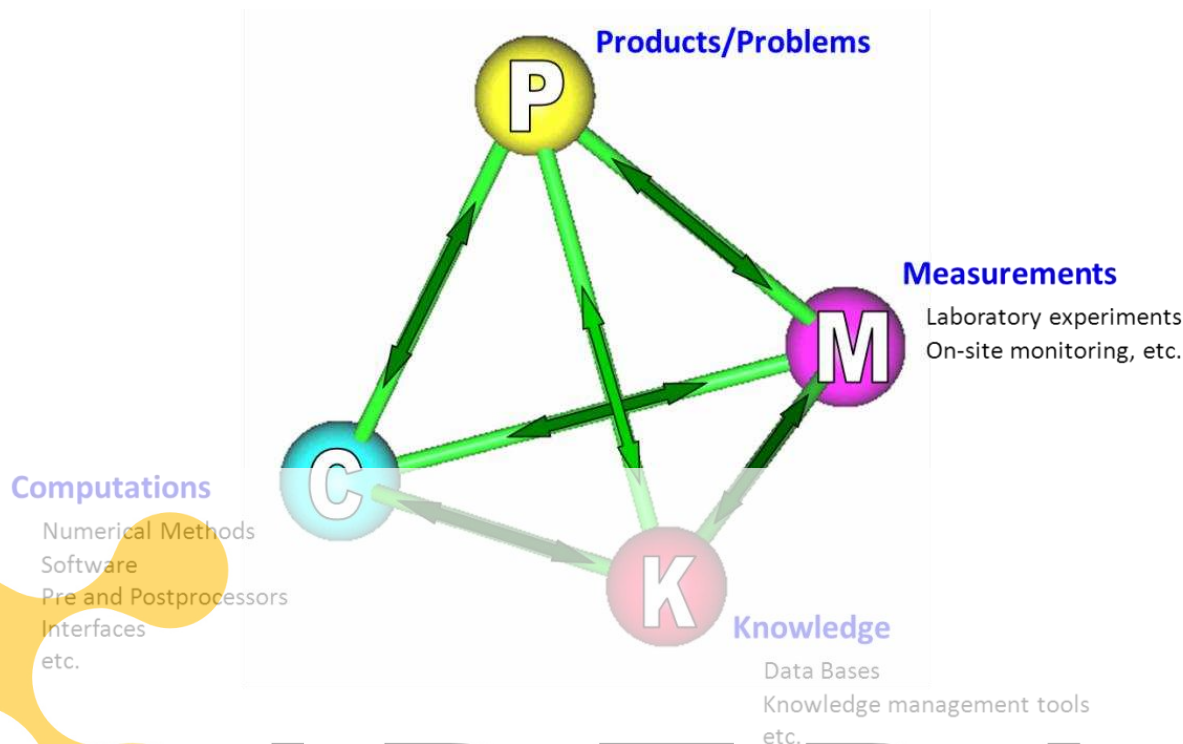 Products/Problems
P
Measurements
Laboratory experiments
On-site monitoring, etc.
M
C
Computations
Numerical Methods
Software
Pre and Postprocessors
Interfaces
etc.
K
Knowledge
Data Bases
Knowledge management tools
etc.